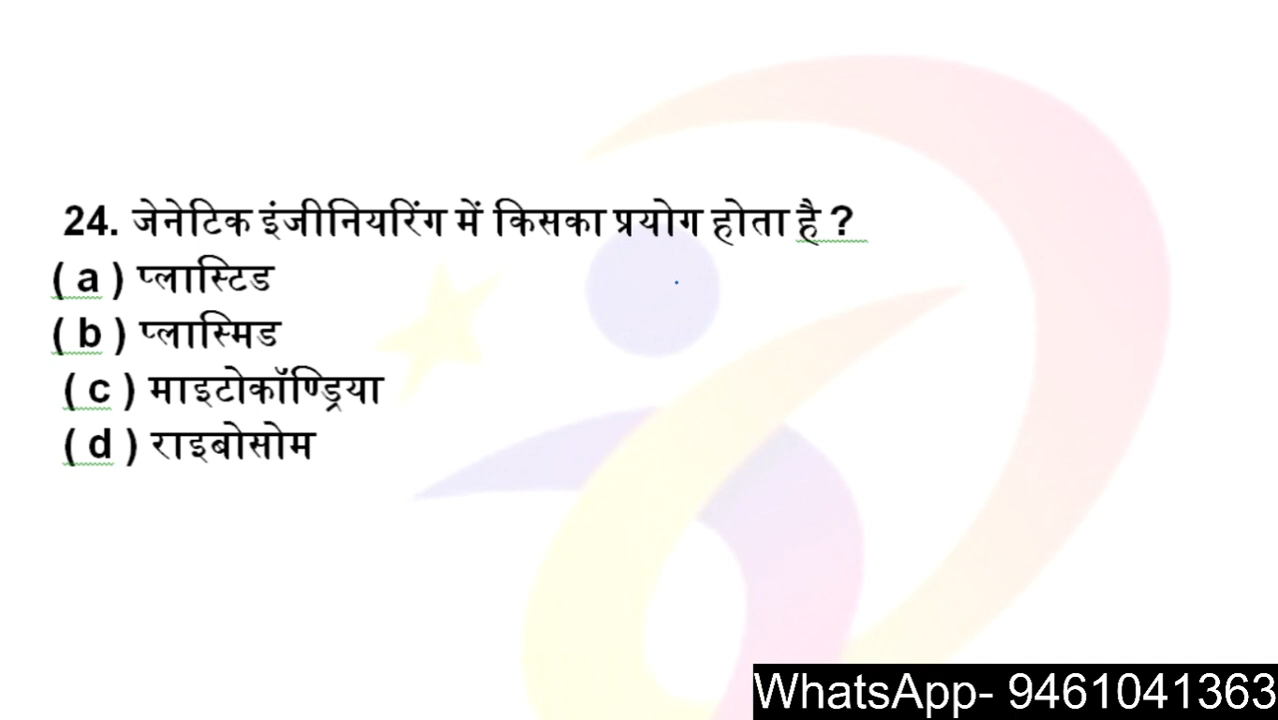 24. जेनेटिक इंजीनियरिंग में किसका प्रयोग होता है ?
( a ) प्लास्टिड
( b ) प्लास्मिड
( c ) माइटोकॉण्ड्रिया
( d ) राइबोसोम
WhatsApp- 9461041363